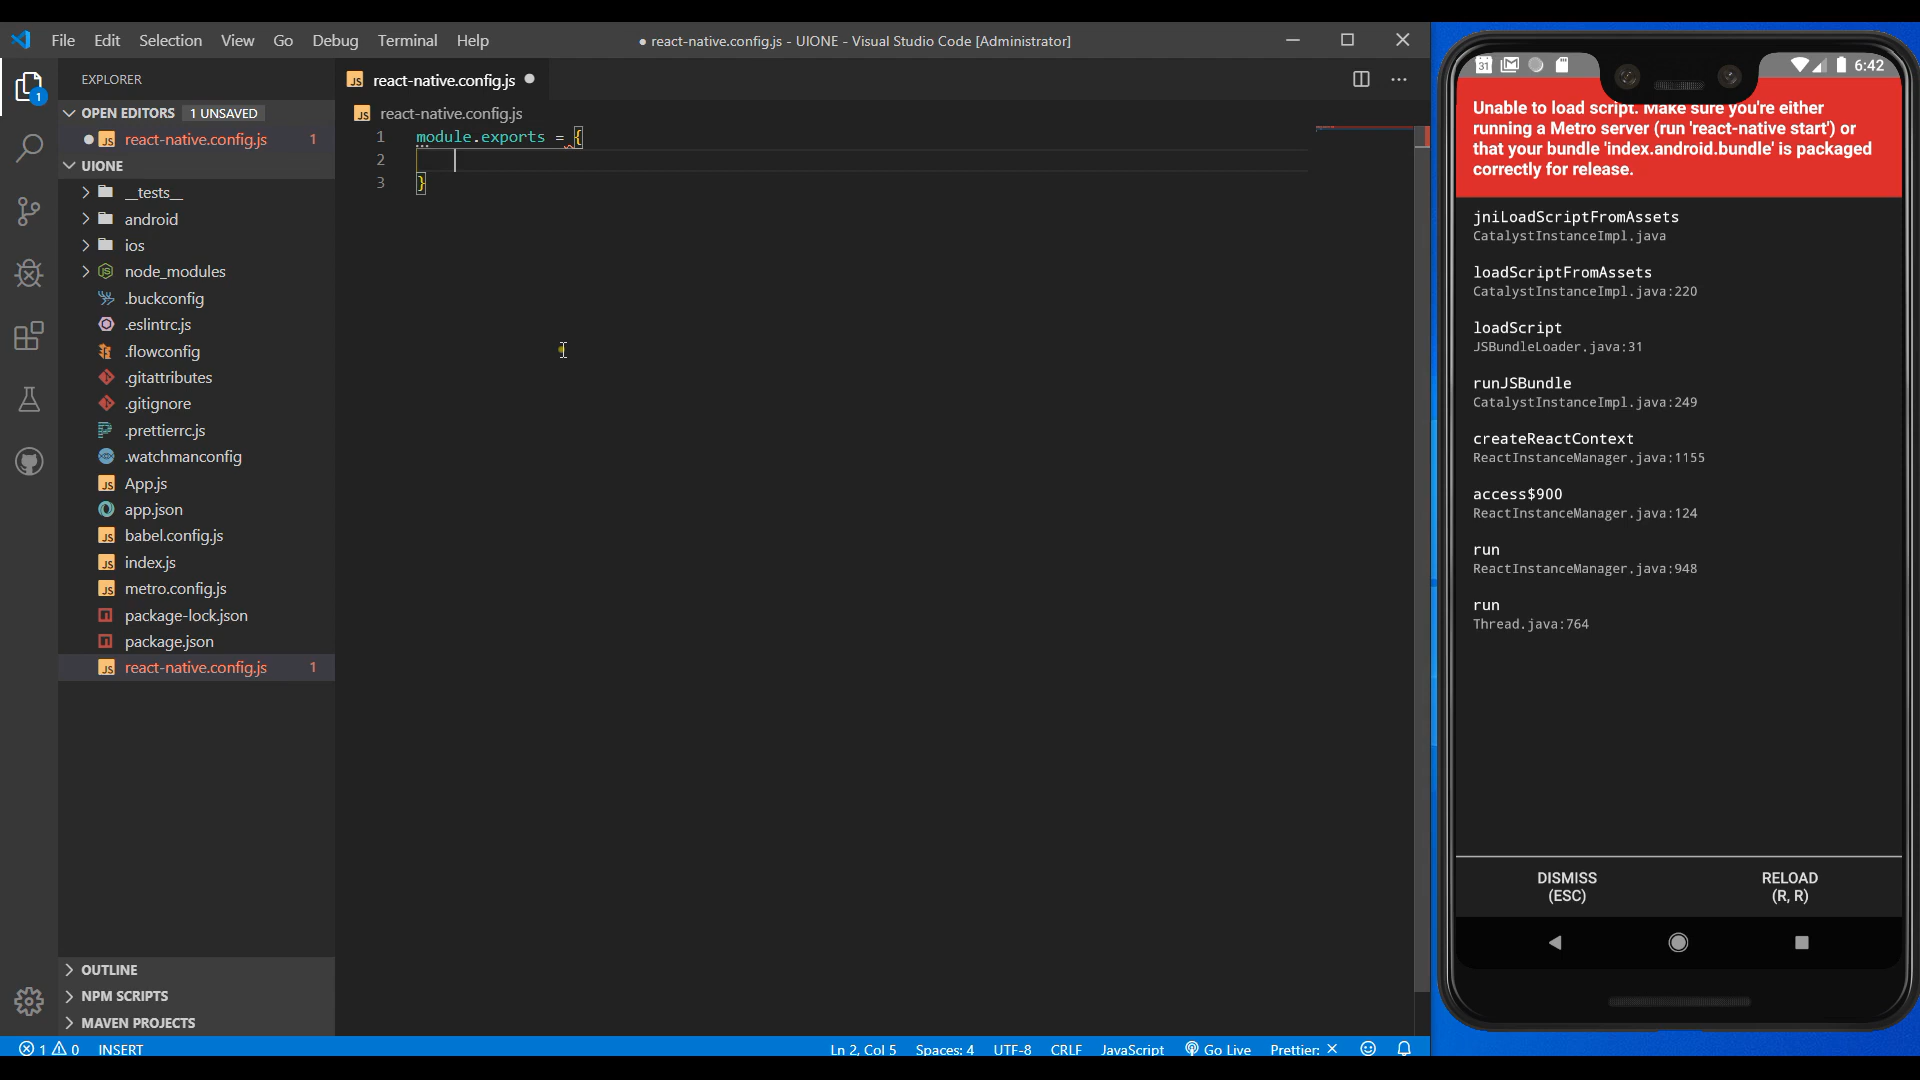 File Edit Selection View Go Debug Terminal Help
● react-native.config.js - UIONE - Visual Studio Code [Administrator]
EXPLORER
OPEN EDITORS 1 UNSAVED
react-native.config.js 1
UIONE
__tests__
android
ios
node_modules
.buckconfig
.eslintrc.js
.flowconfig
.gitattributes
.gitignore
.prettierrc.js
.watchmanconfig
App.js
app.json
babel.config.js
index.js
metro.config.js
package-lock.json
package.json
react-native.config.js 1
OUTLINE
NPM SCRIPTS
MAVEN PROJECTS
1
react-native.config.js
react-native.config.js
1 module.exports = {
2
3 }
1 0 INSERT
Ln 2, Col 5 Spaces: 4 UTF-8 CRLF JavaScript Go Live Prettier: ×
31 6:42
Unable to load script. Make sure you're either
running a Metro server (run 'react-native start') or
that your bundle 'index.android.bundle' is packaged
correctly for release.
jniLoadScriptFromAssets
CatalystInstanceImpl.java
loadScriptFromAssets
CatalystInstanceImpl.java:220
loadScript
JSBundleLoader.java:31
runJSBundle
CatalystInstanceImpl.java:249
createReactContext
ReactInstanceManager.java:1155
access$900
ReactInstanceManager.java:124
run
ReactInstanceManager.java:948
run
Thread.java:764
DISMISS
(ESC)
RELOAD
(R, R)